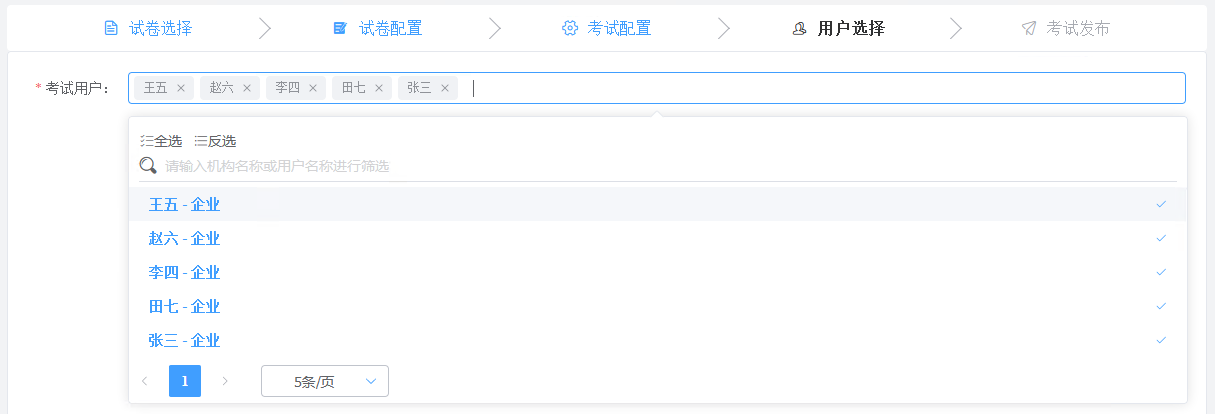 试卷选择 试卷配置 考试配置 用户选择 考试发布
* 考试用户： 王五 × 赵六 × 李四 × 田七 × 张三 ×
全选 反选
请输入机构名称或用户名称进行筛选
王五 - 企业
赵六 - 企业
李四 - 企业
田七 - 企业
张三 - 企业
1 5条/页